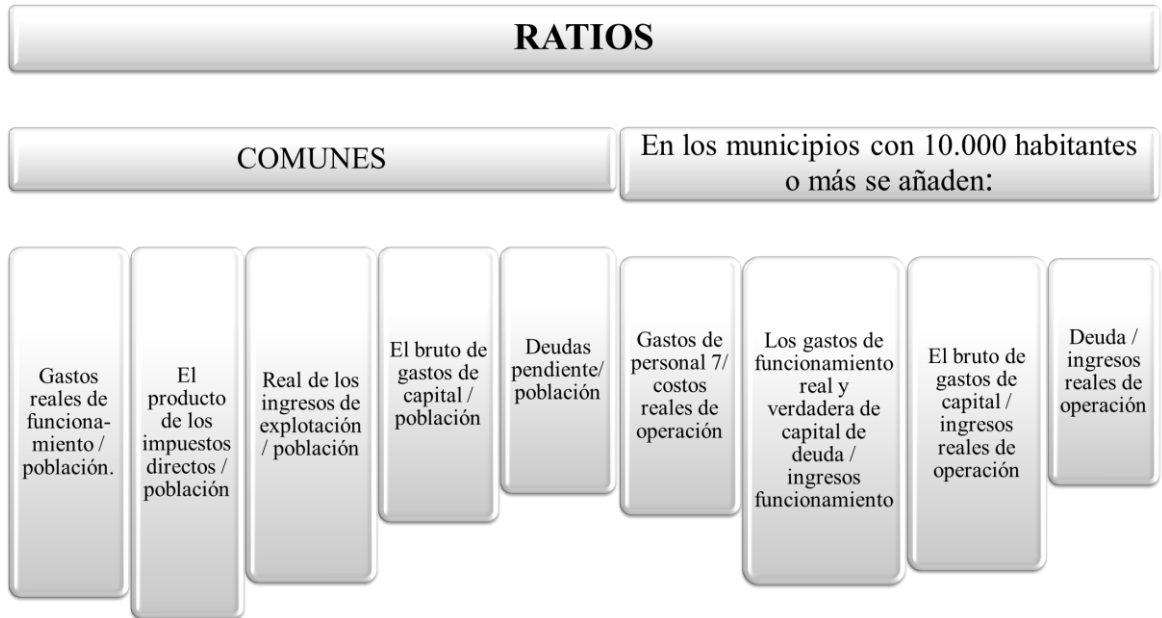 RATIOS
COMUNES
En los municipios con 10.000 habitantes
o más se añaden:
Gastos
reales de
funciona-
miento /
población.
El
producto
de los
impuestos
directos /
población
Real de los
ingresos de
explotación
/ población
El bruto de
gastos de
capital /
población
Deudas
pendiente/
población
Gastos de
personal 7/
costos
reales de
operación
Los gastos de
funcionamiento
real y
verdadera de
capital de
deuda /
ingresos
funcionamiento
El bruto de
gastos de
capital /
ingresos
reales de
operación
Deuda /
ingresos
reales de
operación